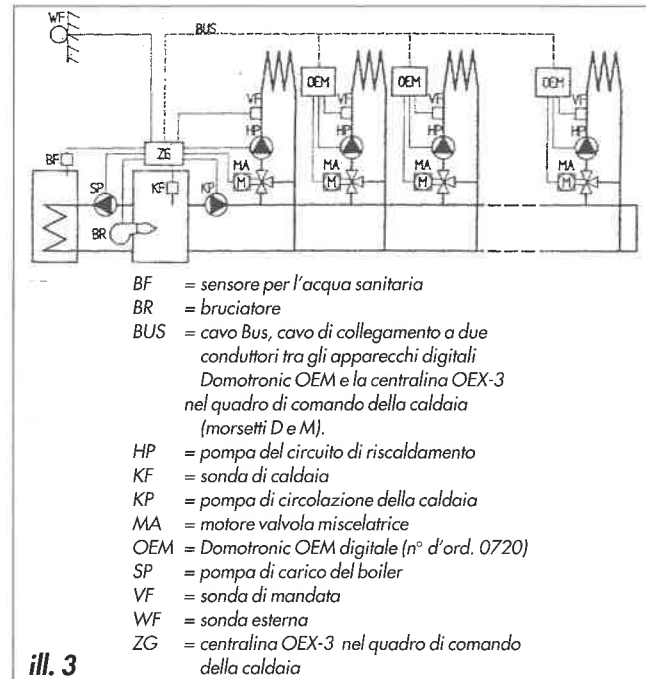 WF
BUS
OEM OEM OEM
VF VF VF VF
HP HP HP HP
ZG
BF
MA MA MA MA
M M M M
SP KF KP
BR
BF = sensore per l'acqua sanitaria
BR = bruciatore
BUS = cavo Bus, cavo di collegamento a due
conduttori tra gli apparecchi digitali
Domotronic OEM e la centralina OEX-3
nel quadro di comando della caldaia
(morsetti D e M).
HP = pompa del circuito di riscaldamento
KF = sonda di caldaia
KP = pompa di circolazione della caldaia
MA = motore valvola miscelatrice
OEM = Domotronic OEM digitale (n° d'ord. 0720)
SP = pompa di carico del boiler
VF = sonda di mandata
WF = sonda esterna
ZG = centralina OEX-3 nel quadro di comando
della caldaia
ill. 3